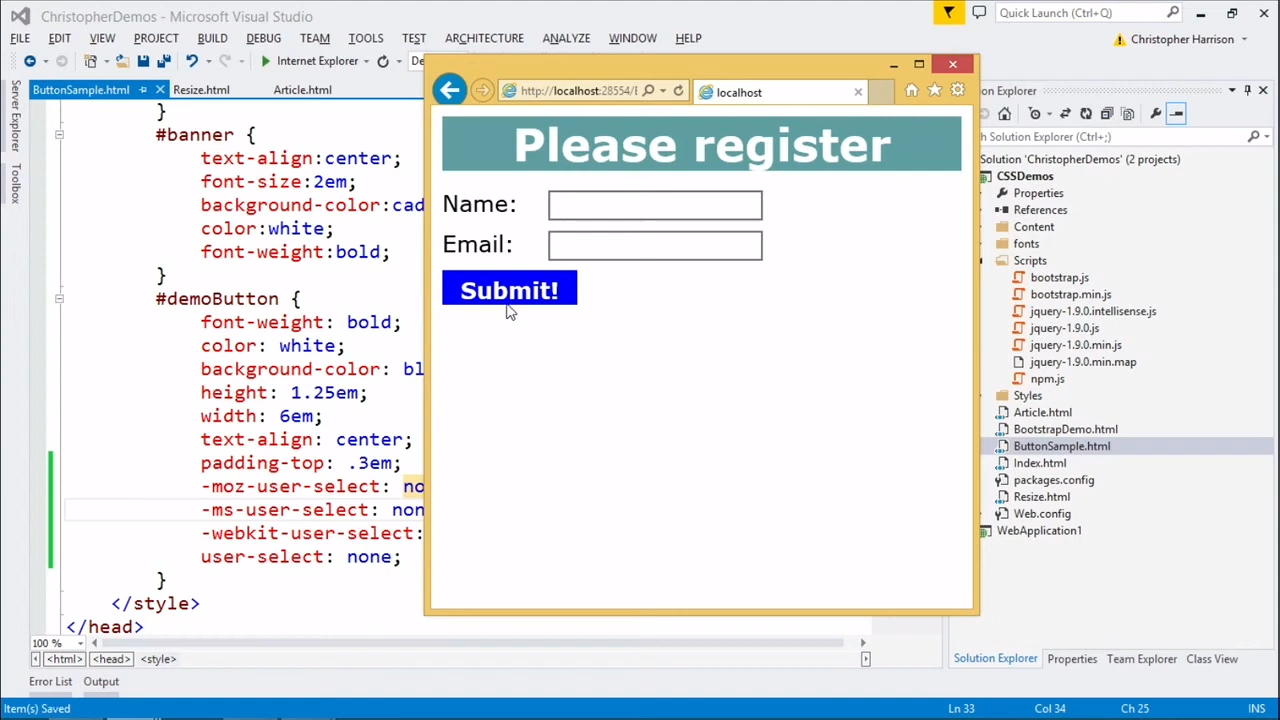 ChristopherDemos - Microsoft Visual Studio
Quick Launch (Ctrl+Q)
FILE EDIT VIEW PROJECT BUILD DEBUG TEAM TOOLS TEST ARCHITECTURE ANALYZE WINDOW HELP
Christopher Harrison
Internet Explorer
De
Server Explorer
Toolbox
ButtonSample.html
Resize.html
Article.html
}
#banner {
text-align:center;
font-size:2em;
background-color:cad
color:white;
font-weight:bold;
}
#demoButton {
font-weight: bold;
color: white;
background-color: bl
height: 1.25em;
width: 6em;
text-align: center;
padding-top: .3em;
-moz-user-select: no
-ms-user-select: non
-webkit-user-select:
user-select: none;
}
</style>
</head>
100 %
<html> <head> <style>
Error List Output
Item(s) Saved
Ln 33 Col 34 Ch 25 INS
http://localhost:28554/
localhost
Please register
Name:
Email:
Submit!
on Explorer
ch Solution Explorer (Ctrl+;)
Solution 'ChristopherDemos' (2 projects)
CSSDemos
Properties
References
Content
fonts
Scripts
bootstrap.js
bootstrap.min.js
jquery-1.9.0.intellisense.js
jquery-1.9.0.js
jquery-1.9.0.min.js
jquery-1.9.0.min.map
npm.js
Styles
Article.html
BootstrapDemo.html
ButtonSample.html
Index.html
packages.config
Resize.html
Web.config
WebApplication1
Solution Explorer Properties Team Explorer Class View